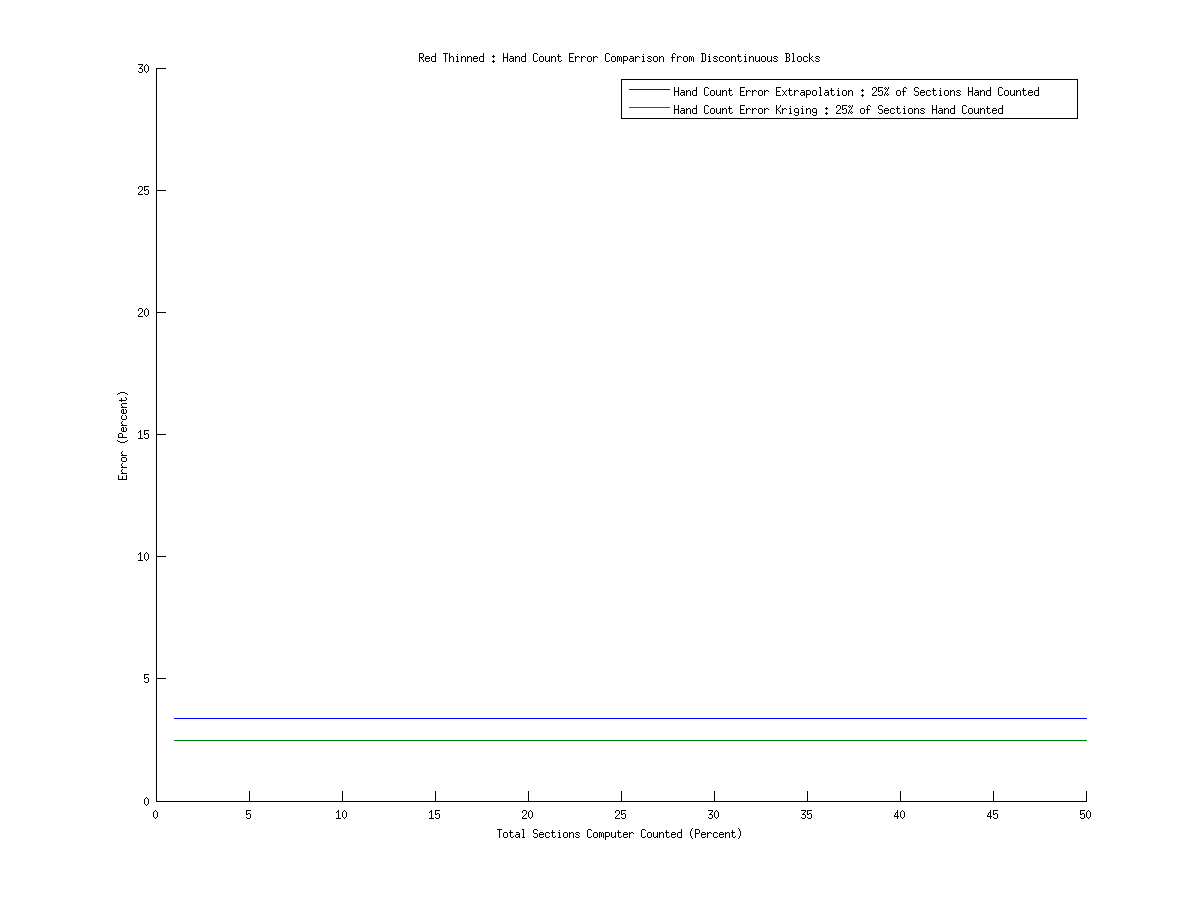 Red Thinned : Hand Count Error Comparison from Discontinuous Blocks
Hand Count Error Extrapolation : 25% of Sections Hand Counted
Hand Count Error Kriging : 25% of Sections Hand Counted
30
25
20
15
10
5
0
Error (Percent)
0 5 10 15 20 25 30 35 40 45 50
Total Sections Computer Counted (Percent)